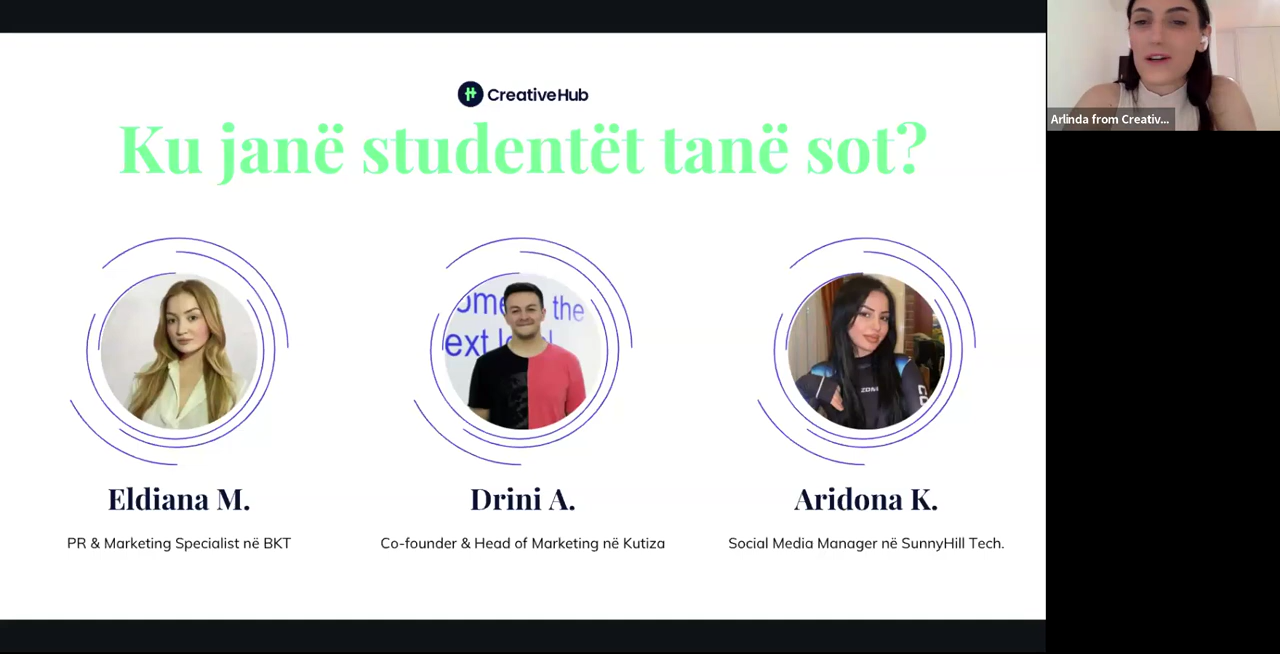 CreativeHub
Ku janë studentët tanë sot?
the
Eldiana M.
Drini A.
Aridona K.
PR & Marketing Specialist në BKT
Co-founder & Head of Marketing në Kutiza
Social Media Manager në SunnyHill Tech.
Arlinda from Creativ...